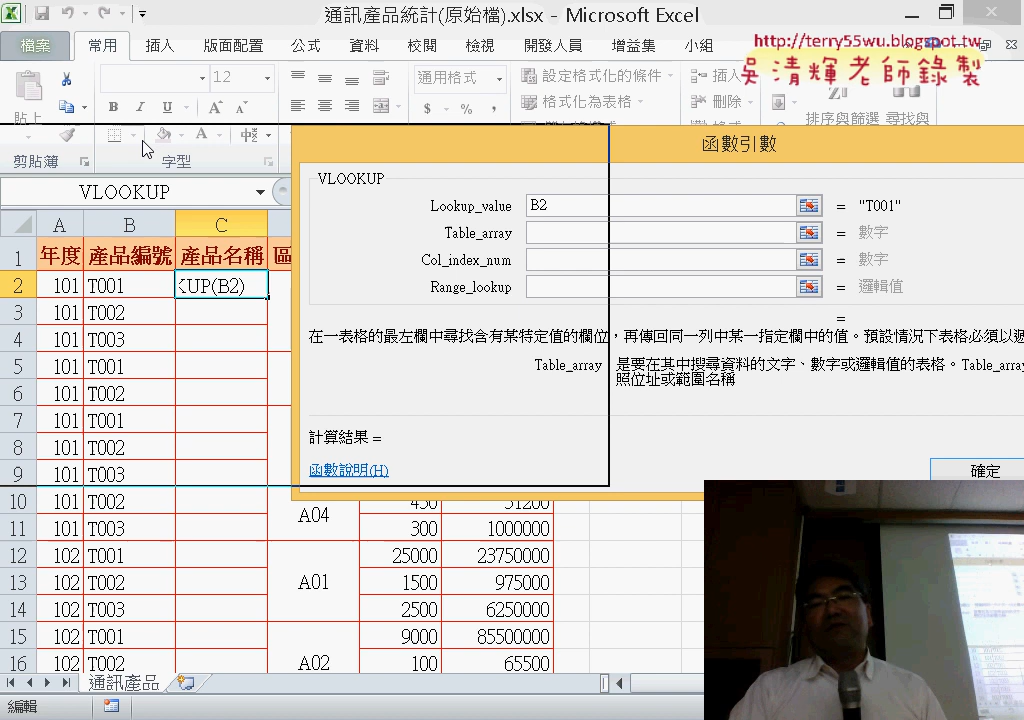 通訊產品統計(原始檔).xlsx - Microsoft Excel
檔案 常用 插入 版面配置 公式 資料 校閱 檢視 開發人員 增益集 小組
http://terry55wu.blogspot.tw
吳清輝老師錄製
12 通用格式 設定格式化的條件 插入
B I U A A $ % , 格式化為表格 刪除
貼上 排序與篩選 尋找與
剪貼簿 字型
VLOOKUP
函數引數
VLOOKUP
Lookup_value B2 = "T001"
Table_array = 數字
Col_index_num = 數字
Range_lookup = 邏輯值
=
在一表格的最左欄中尋找含有某特定值的欄位，再傳回同一列中某一指定欄中的值。預設情況下表格必須以遞
Table_array 是要在其中搜尋資料的文字、數字或邏輯值的表格。Table_array
照位址或範圍名稱
計算結果 =
函數說明(H)
確定
A B C
1 年度 產品編號 產品名稱 區
2 101 T001 KUP(B2)
3 101 T002
4 101 T003
5 101 T001
6 101 T002
7 101 T001
8 101 T002
9 101 T003
10 101 T002 A04 450 51200
11 101 T003 300 1000000
12 102 T001 25000 23750000
13 102 T002 A01 1500 975000
14 102 T003 2500 6250000
15 102 T001 9000 85500000
16 102 T002 A02 100 65500
通訊產品
編輯